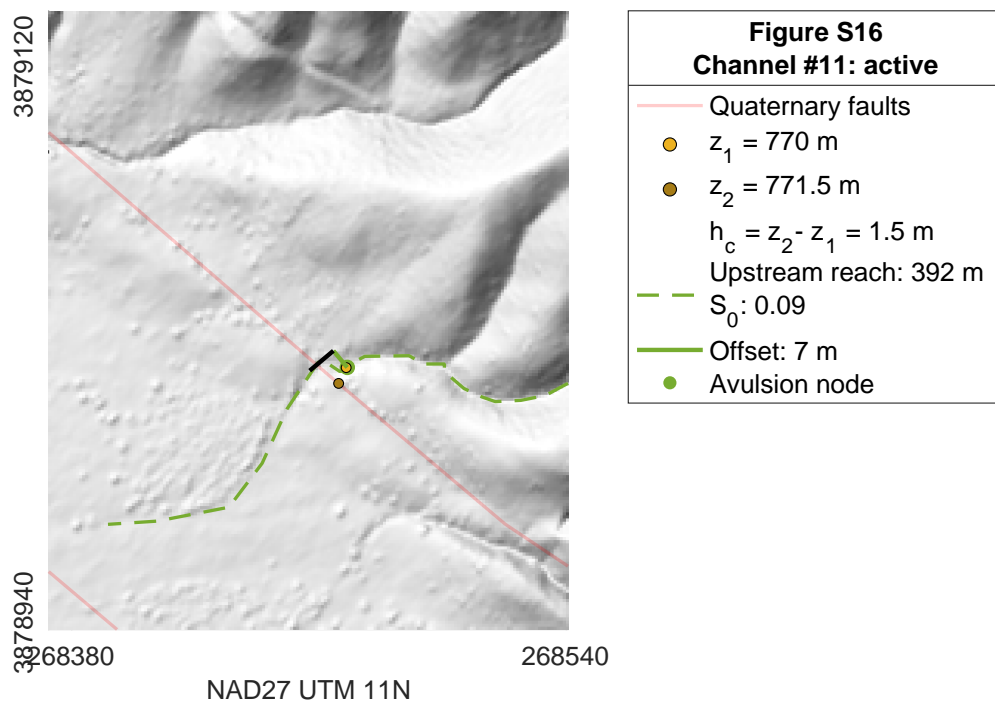 3879120
3878940
268380
268540
NAD27 UTM 11N
Figure S16
Channel #11: active
Quaternary faults
z₁ = 770 m
z₂ = 771.5 m
h_c = z₂- z₁ = 1.5 m
Upstream reach: 392 m
S₀: 0.09
Offset: 7 m
Avulsion node